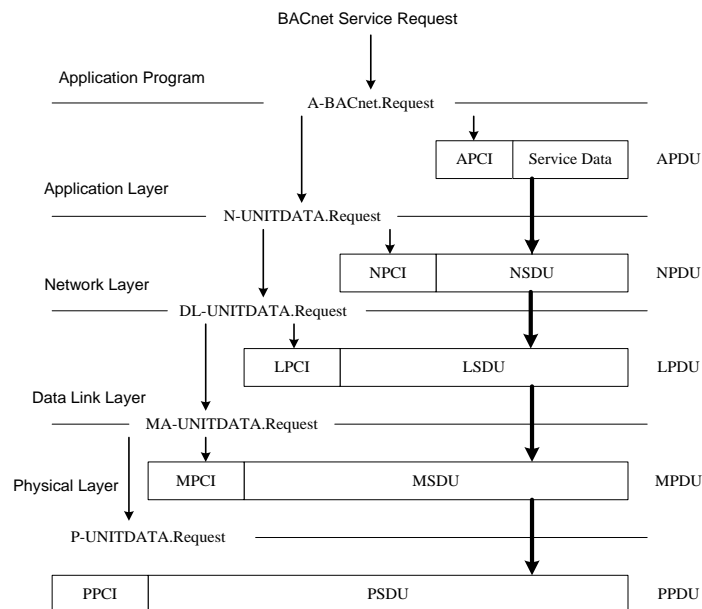 BACnet Service Request
Application Program
A-BACnet.Request
APCI Service Data APDU
Application Layer
N-UNITDATA.Request
NPCI NSDU NPDU
Network Layer
DL-UNITDATA.Request
LPCI LSDU LPDU
Data Link Layer
MA-UNITDATA.Request
MPCI MSDU MPDU
Physical Layer
P-UNITDATA.Request
PPCI PSDU PPDU